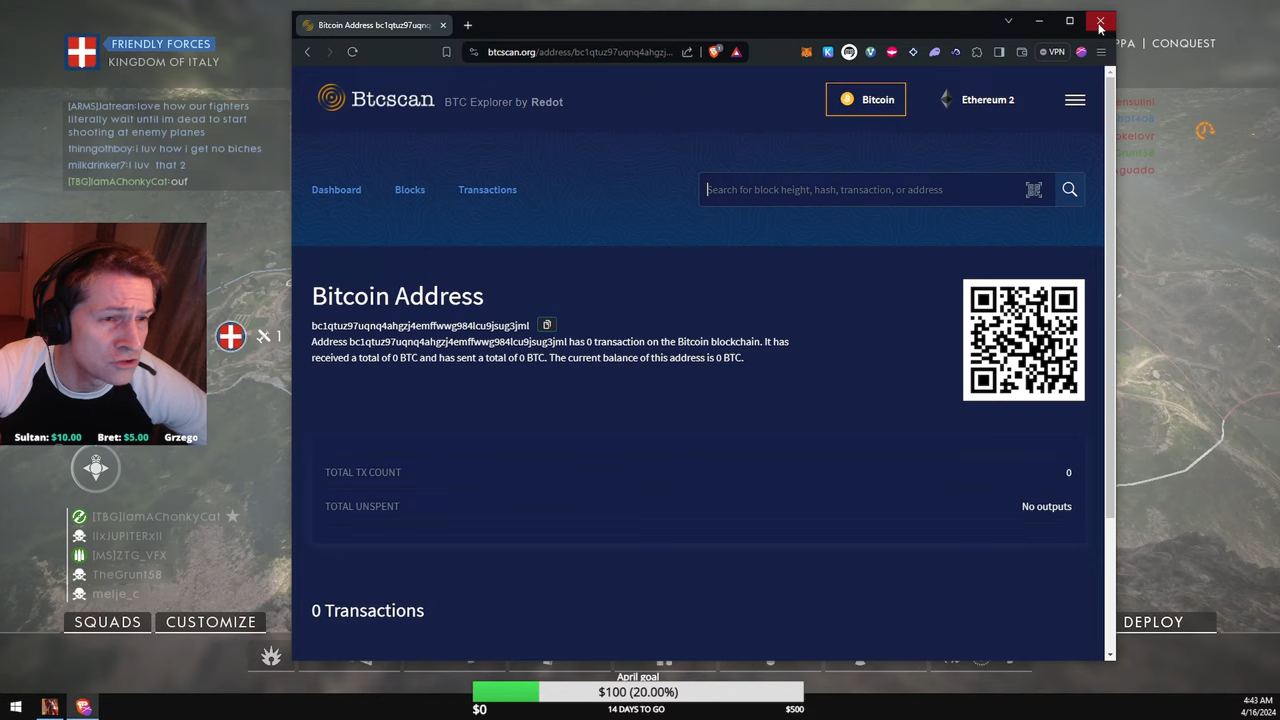 Bitcoin Address bc1qtuz97uqnq
btcscan.org/address/bc1qtuz97uqnq4ahgzj...
VPN
FRIENDLY FORCES
KINGDOM OF ITALY
PPA | CONQUEST
[ARMS]Jatrean:love how our fighters
literally wait until im dead to start
shooting at enemy planes
thinngothboy:i luv how i get no biches
milkdrinker7:I luv that 2
[TBG]IamAChonkyCat:ouf
Btcscan
BTC Explorer by Redot
Bitcoin
Ethereum 2
Dashboard
Blocks
Transactions
Search for block height, hash, transaction, or address
Bitcoin Address
bc1qtuz97uqnq4ahgzj4emffwwg984lcu9jsug3jml
Address bc1qtuz97uqnq4ahgzj4emffwwg984lcu9jsug3jml has 0 transaction on the Bitcoin blockchain. It has
received a total of 0 BTC and has sent a total of 0 BTC. The current balance of this address is 0 BTC.
1
Sultan: $10.00 Bret: $5.00 Grzego
TOTAL TX COUNT
0
TOTAL UNSPENT
No outputs
0 Transactions
[TBG]IamAChonkyCat
IIxJUPITERxII
[MS]ZTG_VFX
TheGrunt58
melje_c
SQUADS
CUSTOMIZE
DEPLOY
April goal
$100 (20.00%)
$0
14 DAYS TO GO
$500
4:43 AM
4/16/2024